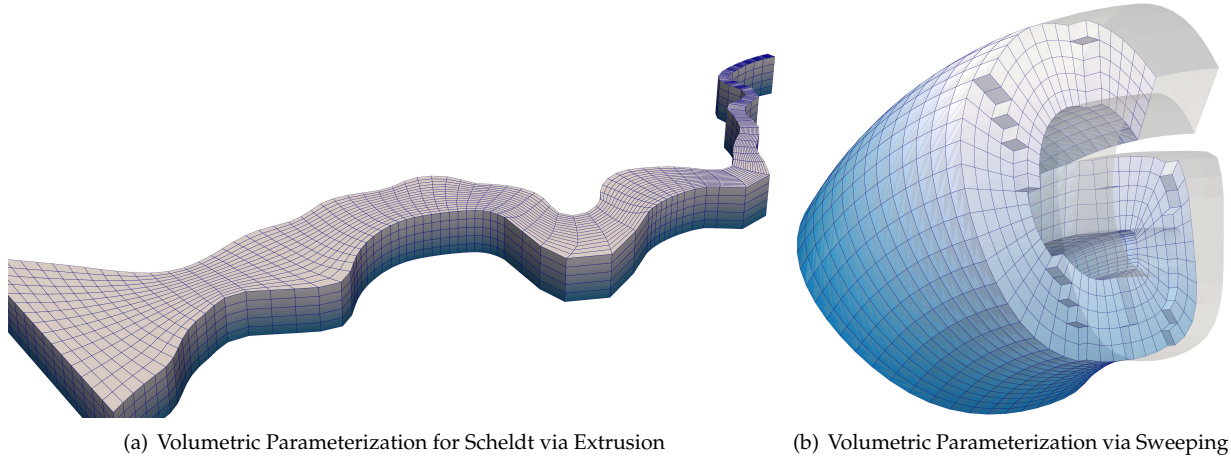 (a) Volumetric Parameterization for Scheldt via Extrusion
(b) Volumetric Parameterization via Sweeping